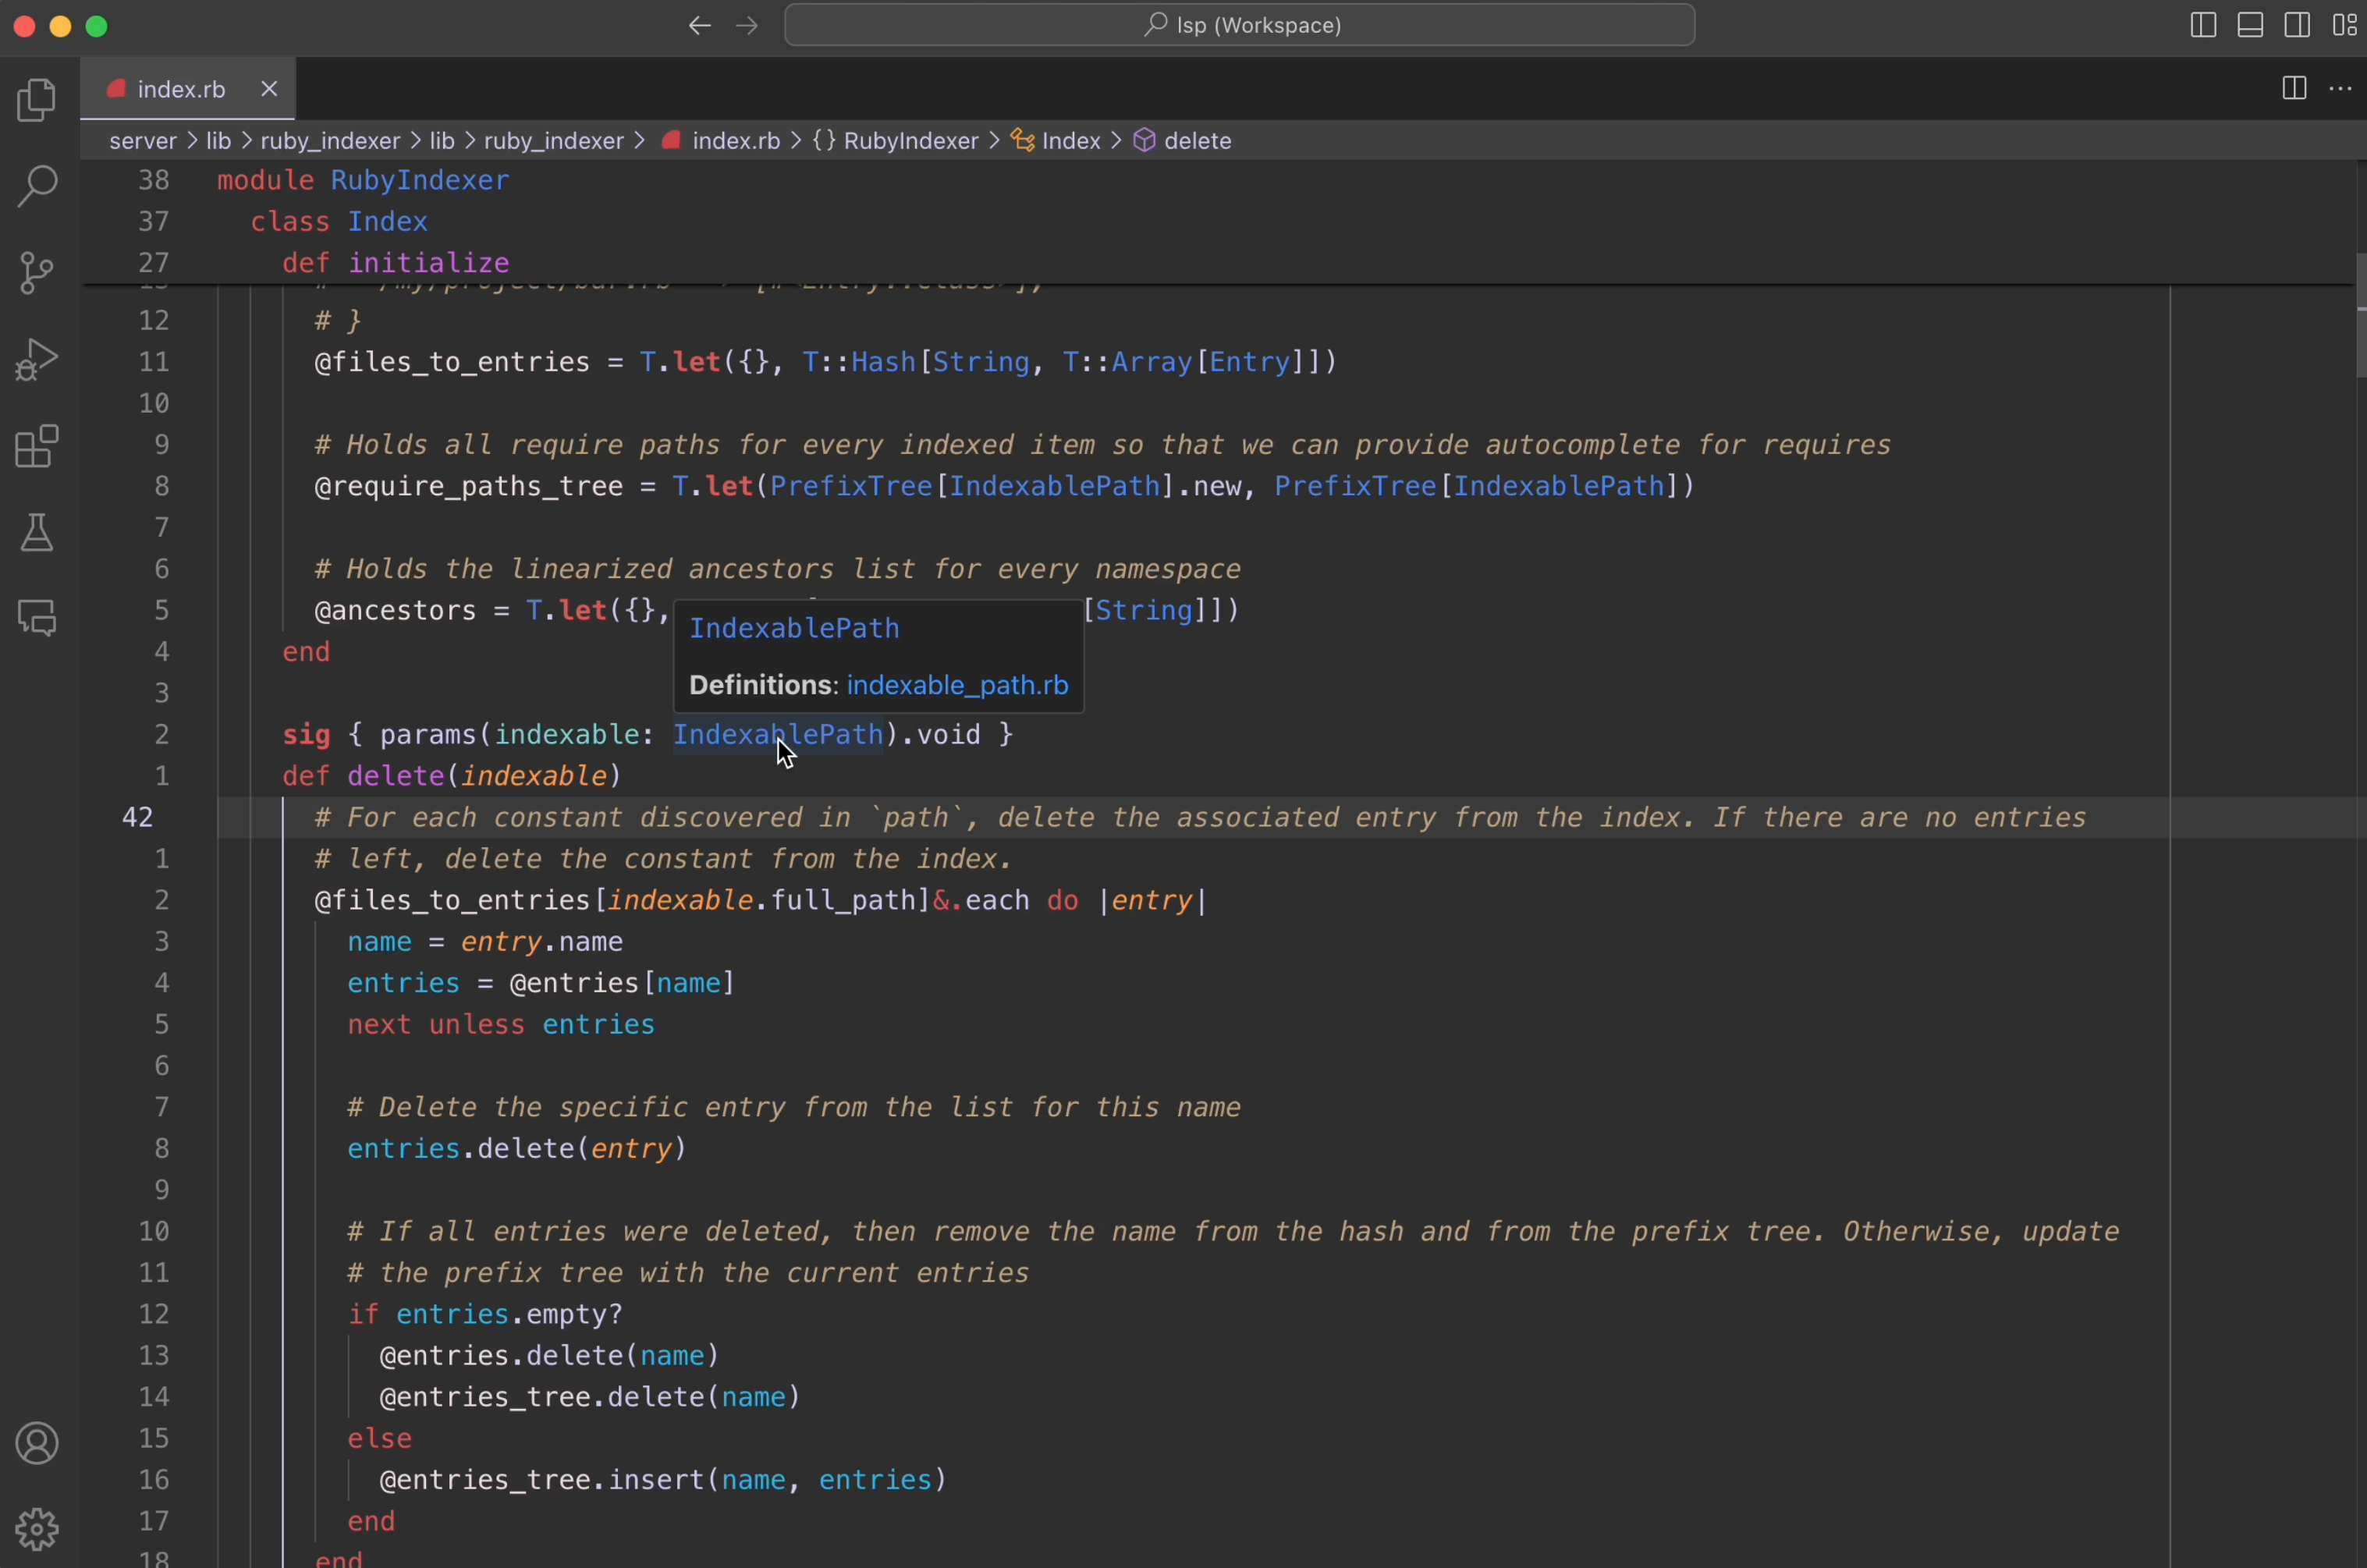 lsp (Workspace)
index.rb
server > lib > ruby_indexer > lib > ruby_indexer > index.rb > {} RubyIndexer > Index > delete
38 module RubyIndexer
37 class Index
27 def initialize
12 # }
11 @files_to_entries = T.let({}, T::Hash[String, T::Array[Entry]])
10
9 # Holds all require paths for every indexed item so that we can provide autocomplete for requires
8 @require_paths_tree = T.let(PrefixTree[IndexablePath].new, PrefixTree[IndexablePath])
7
6 # Holds the linearized ancestors list for every namespace
5 @ancestors = T.let({}, [String]])
IndexablePath
4 end
Definitions: indexable_path.rb
3
2 sig { params(indexable: IndexablePath).void }
1 def delete(indexable)
42 # For each constant discovered in `path`, delete the associated entry from the index. If there are no entries
1 # left, delete the constant from the index.
2 @files_to_entries[indexable.full_path]&.each do |entry|
3 name = entry.name
4 entries = @entries[name]
5 next unless entries
6
7 # Delete the specific entry from the list for this name
8 entries.delete(entry)
9
10 # If all entries were deleted, then remove the name from the hash and from the prefix tree. Otherwise, update
11 # the prefix tree with the current entries
12 if entries.empty?
13 @entries.delete(name)
14 @entries_tree.delete(name)
15 else
16 @entries_tree.insert(name, entries)
17 end
18 end